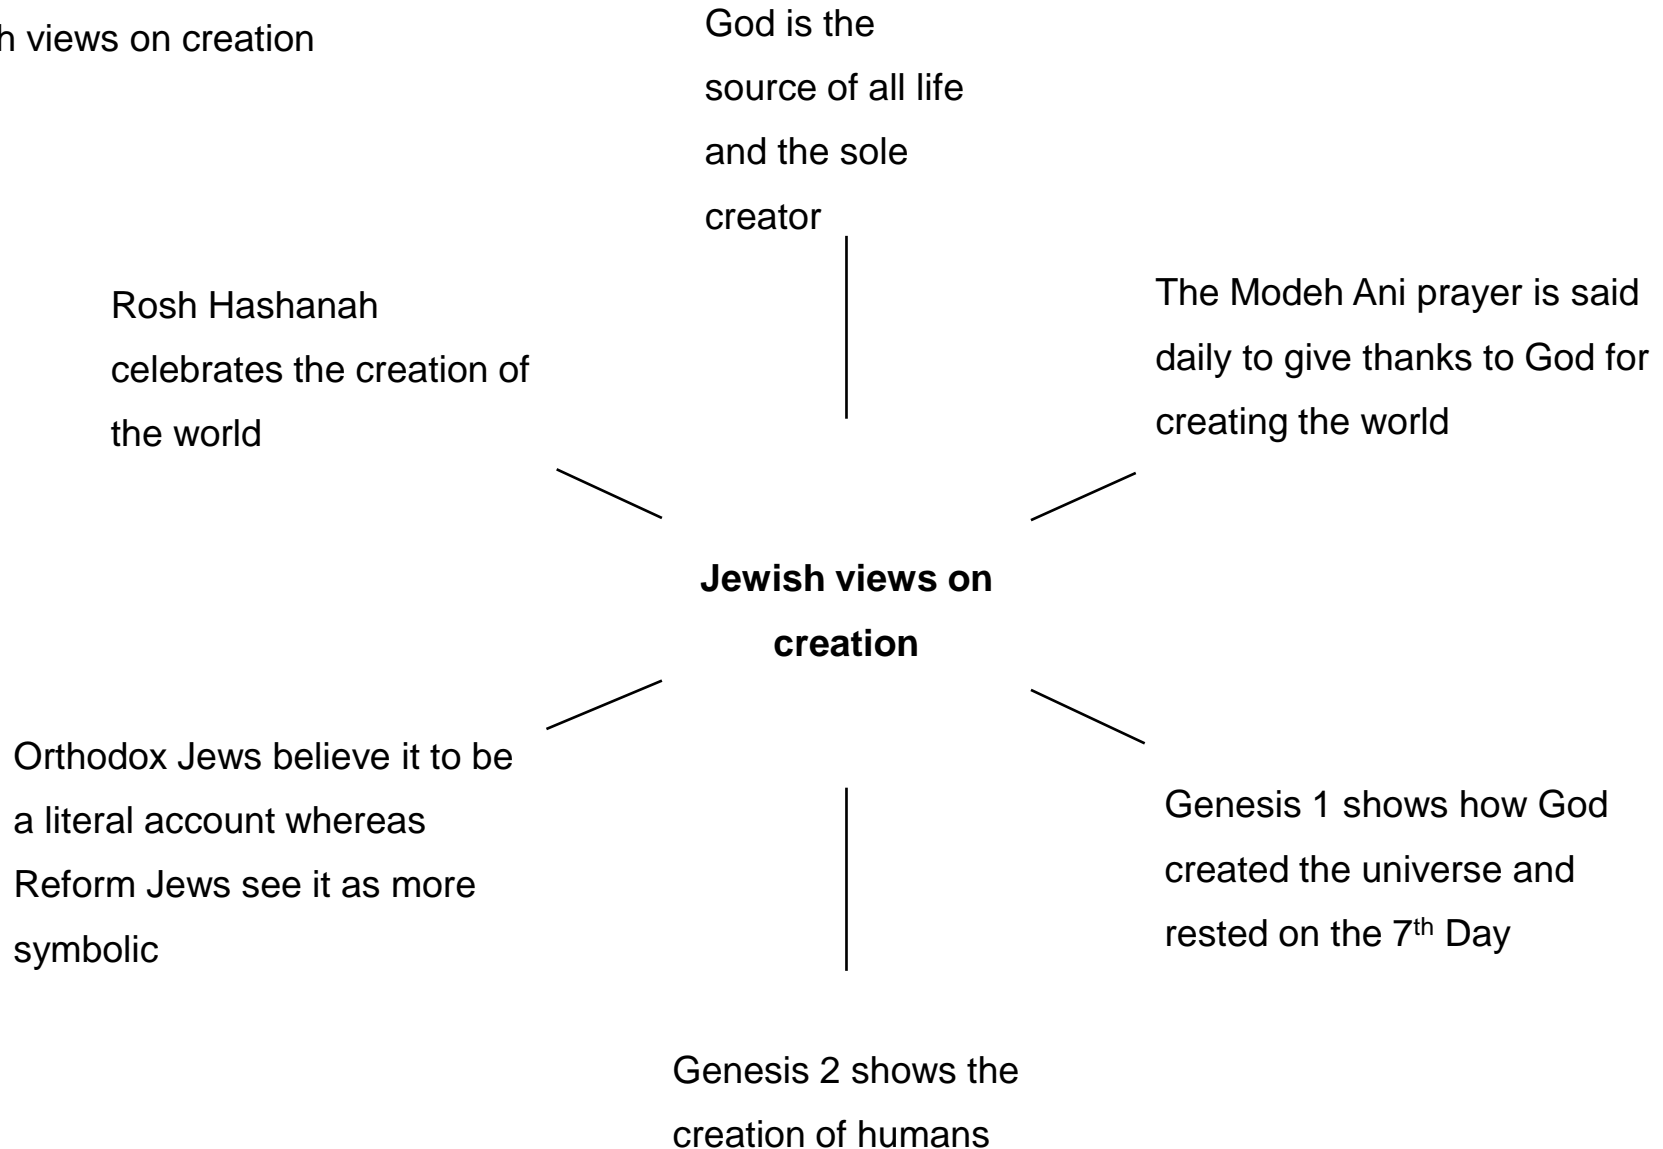 h views on creation
God is the
source of all life
and the sole
creator
Rosh Hashanah
celebrates the creation of
the world
The Modeh Ani prayer is said
daily to give thanks to God for
creating the world
Jewish views on
creation
Orthodox Jews believe it to be
a literal account whereas
Reform Jews see it as more
symbolic
Genesis 1 shows how God
created the universe and
rested on the 7th Day
Genesis 2 shows the
creation of humans